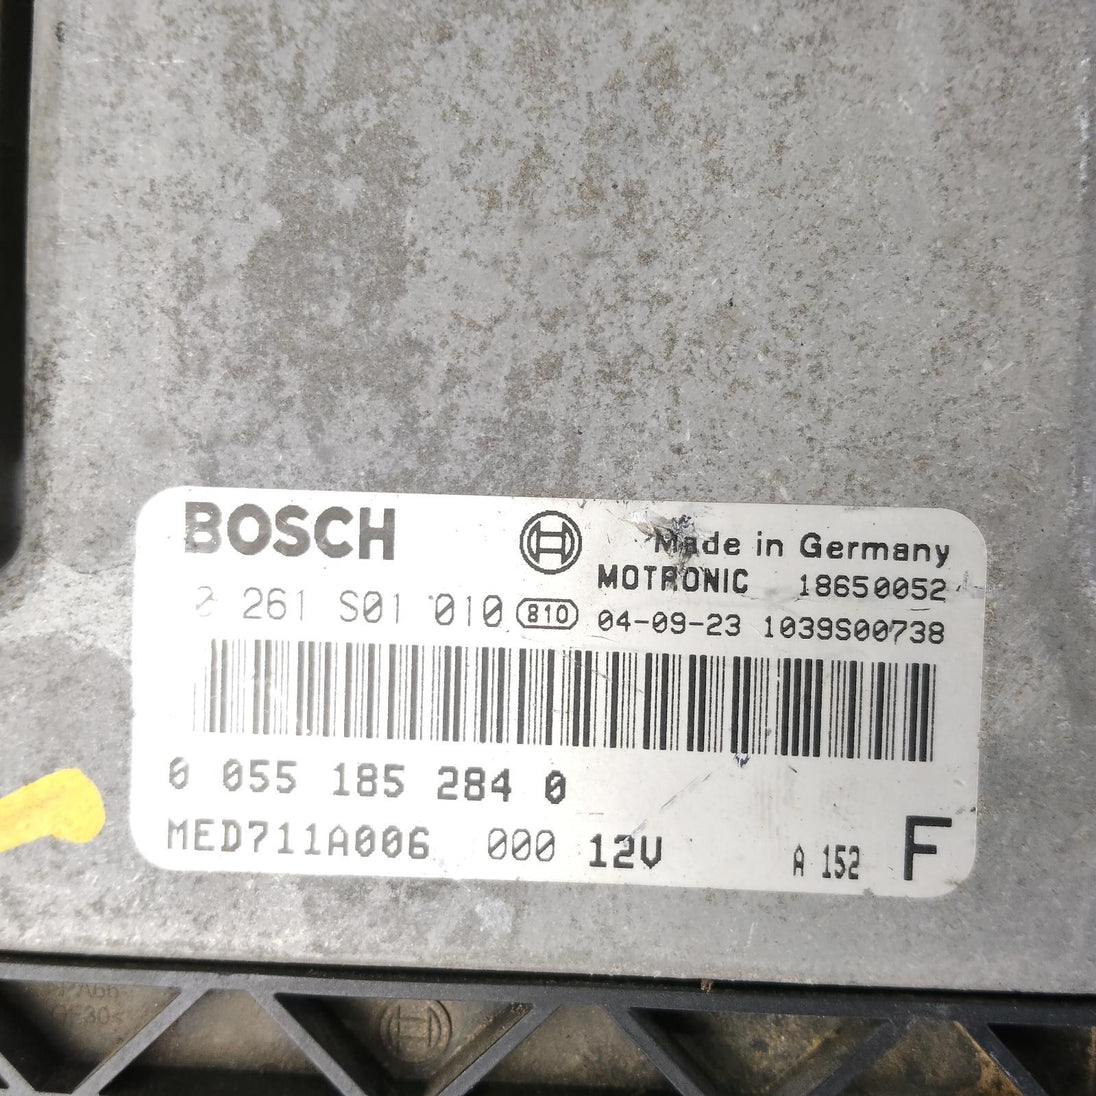 BOSCH
Made in Germany
MOTRONIC 18650052
0 261 S01 010 810 04-09-23 1039S00738
0 055 185 284 0
MED711A006 000 12V A 152 F